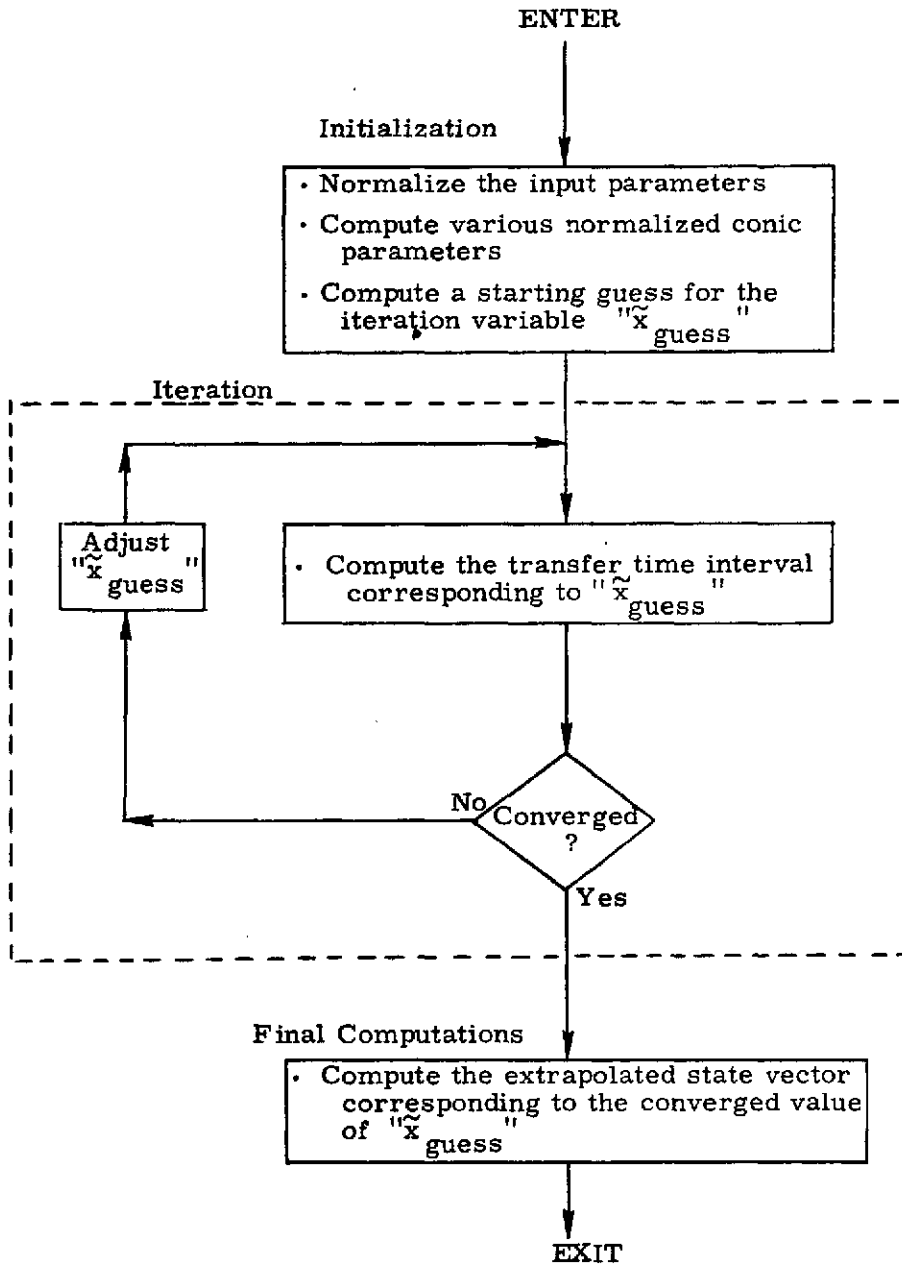 ENTER
Initialization
· Normalize the input parameters
· Compute various normalized conic
parameters
· Compute a starting guess for the
iteration variable "x̃guess"
Iteration
Adjust
"x̃guess"
· Compute the transfer time interval
corresponding to "x̃guess"
No
Converged
?
Yes
Final Computations
· Compute the extrapolated state vector
corresponding to the converged value
of "x̃guess"
EXIT